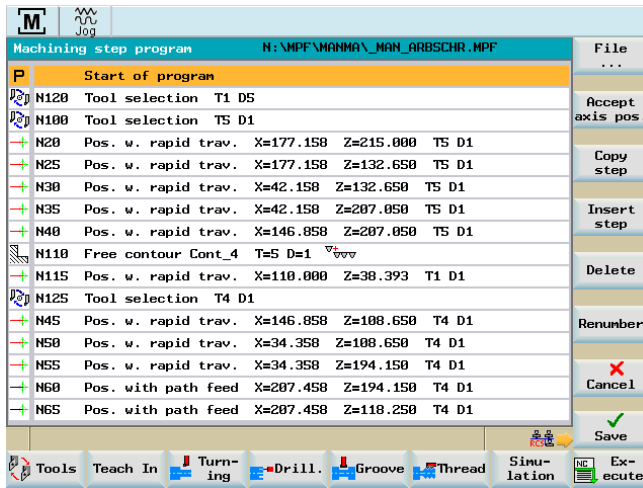 M
Jog
Machining step program N:\MPF\MANMA\_MAN_ARBSCHR.MPF
P Start of program
N120 Tool selection T1 D5
N100 Tool selection T5 D1
N20 Pos. w. rapid trav. X=177.158 Z=215.000 T5 D1
N25 Pos. w. rapid trav. X=177.158 Z=132.650 T5 D1
N30 Pos. w. rapid trav. X=42.158 Z=132.650 T5 D1
N35 Pos. w. rapid trav. X=42.158 Z=207.050 T5 D1
N40 Pos. w. rapid trav. X=146.858 Z=207.050 T5 D1
N110 Free contour Cont_4 T=5 D=1
N115 Pos. w. rapid trav. X=110.000 Z=38.393 T1 D1
N125 Tool selection T4 D1
N45 Pos. w. rapid trav. X=146.858 Z=108.650 T4 D1
N50 Pos. w. rapid trav. X=34.358 Z=108.650 T4 D1
N55 Pos. w. rapid trav. X=34.358 Z=194.150 T4 D1
N60 Pos. with path feed X=207.458 Z=194.150 T4 D1
N65 Pos. with path feed X=207.458 Z=118.250 T4 D1
File
...
Accept
axis pos
Copy
step
Insert
step
Delete
Renumber
Cancel
Save
RCS
Tools
Teach In
Turn-
ing
Drill.
Groove
Thread
Simu-
lation
NC Ex-
ecute